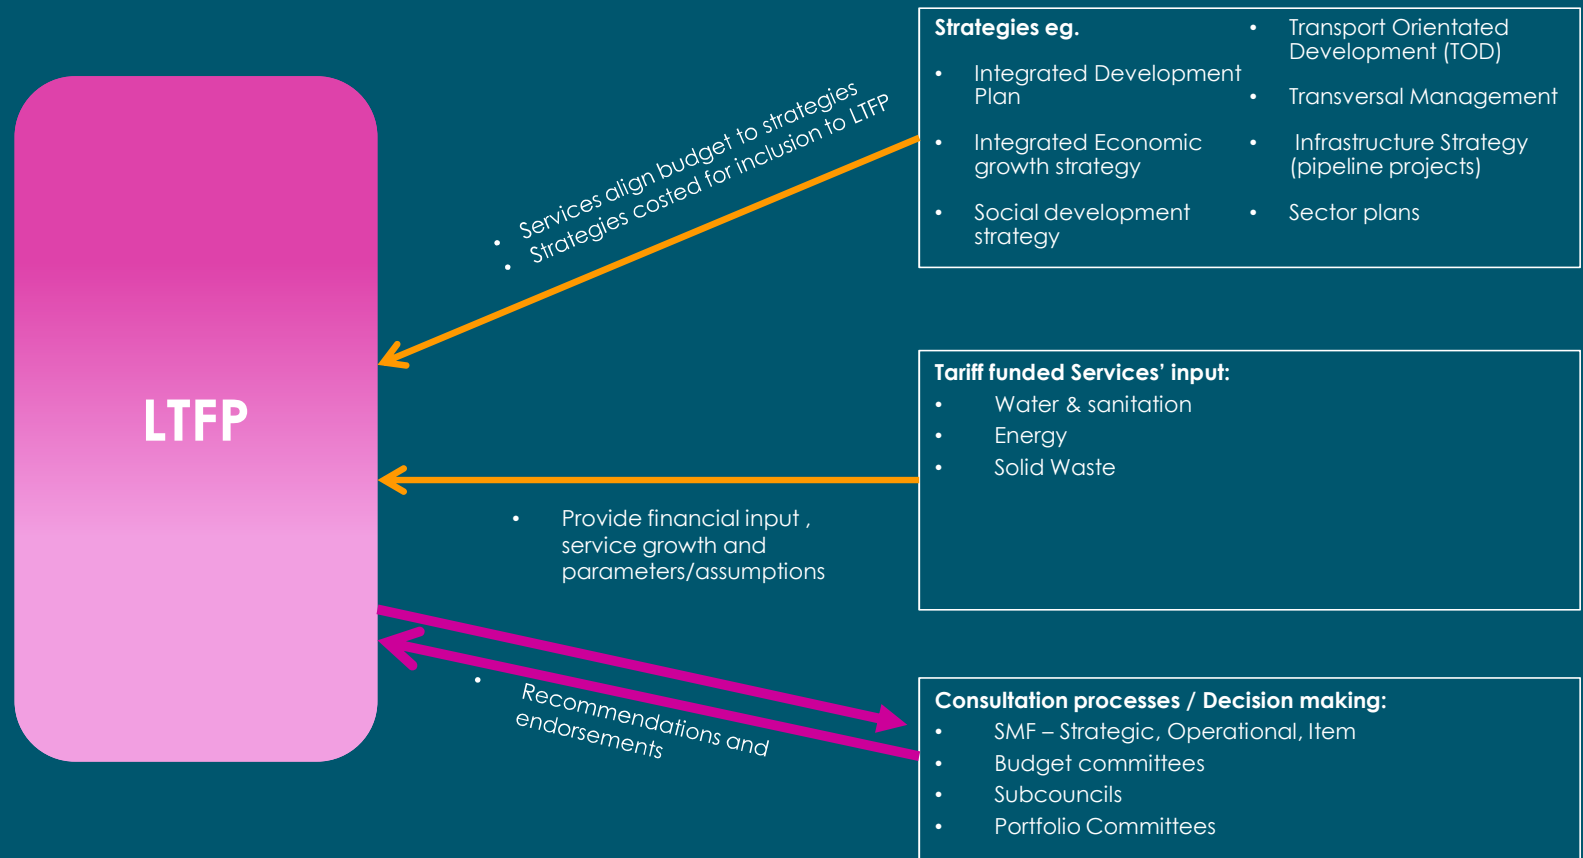 LTFP
• Services align budget to strategies
• Strategies costed for inclusion to LTFP
Strategies eg.
• Integrated Development
Plan
• Integrated Economic
growth strategy
• Social development
strategy
• Transport Orientated
Development (TOD)
• Transversal Management
• Infrastructure Strategy
(pipeline projects)
• Sector plans
Tariff funded Services’ input:
• Water & sanitation
• Energy
• Solid Waste
• Provide financial input ,
service growth and
parameters/assumptions
• Recommendations and
endorsements
Consultation processes / Decision making:
• SMF – Strategic, Operational, Item
• Budget committees
• Subcouncils
• Portfolio Committees